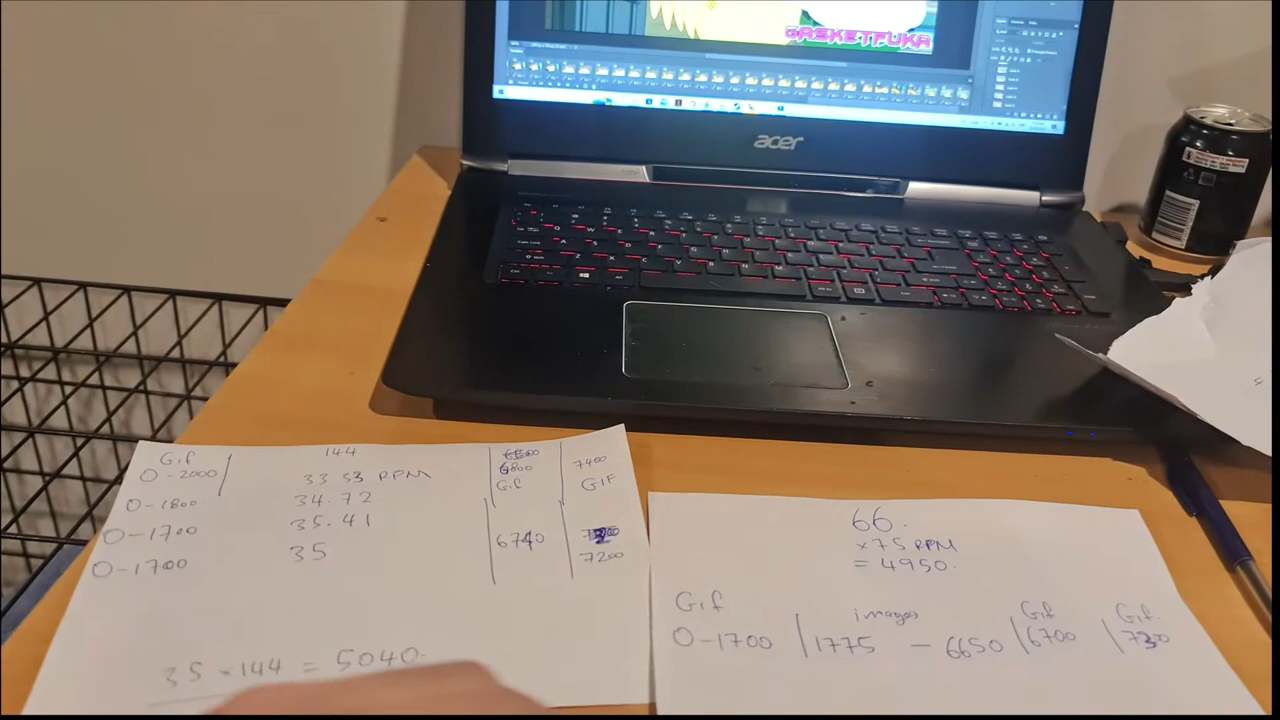 GASKETFUKA
acer
Gif 144 6800 7400
0-2000 33 33 RPM Gif GIF
0-1800 34.72
0-1700 35.41 6740 7200
0-1700 35
35 × 144 = 5040
66.
×75 RPM
= 4950.
Gif images Gif Gif
0-1700 | 1775 - 6650 | 6700 | 7300